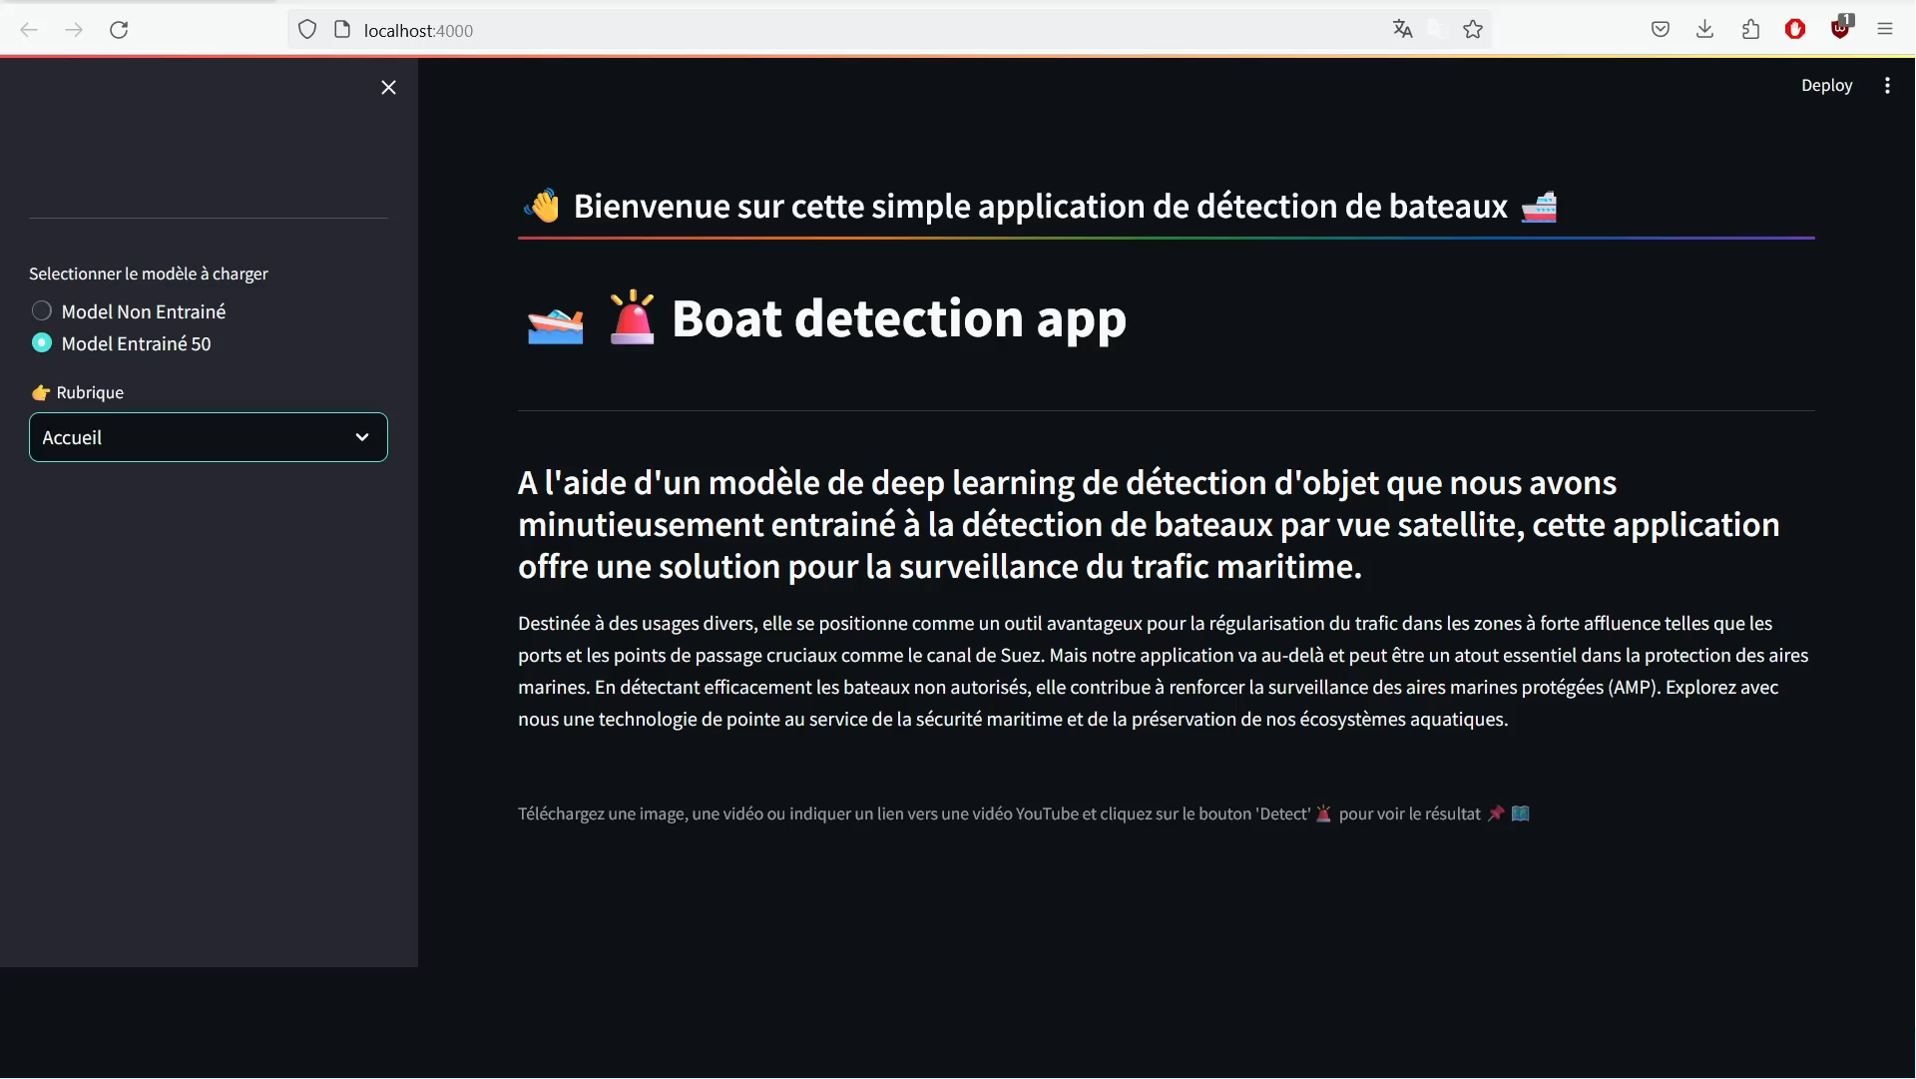 localhost:4000
1
Deploy
👋 Bienvenue sur cette simple application de détection de bateaux 🚢
Selectionner le modèle à charger
Model Non Entrainé
Model Entrainé 50
👉 Rubrique
Accueil
🚤 🚨 Boat detection app
A l'aide d'un modèle de deep learning de détection d'objet que nous avons
minutieusement entrainé à la détection de bateaux par vue satellite, cette application
offre une solution pour la surveillance du trafic maritime.
Destinée à des usages divers, elle se positionne comme un outil avantageux pour la régularisation du trafic dans les zones à forte affluence telles que les
ports et les points de passage cruciaux comme le canal de Suez. Mais notre application va au-delà et peut être un atout essentiel dans la protection des aires
marines. En détectant efficacement les bateaux non autorisés, elle contribue à renforcer la surveillance des aires marines protégées (AMP). Explorez avec
nous une technologie de pointe au service de la sécurité maritime et de la préservation de nos écosystèmes aquatiques.
Téléchargez une image, une vidéo ou indiquer un lien vers une vidéo YouTube et cliquez sur le bouton 'Detect' 🚨 pour voir le résultat 📌 🗺️